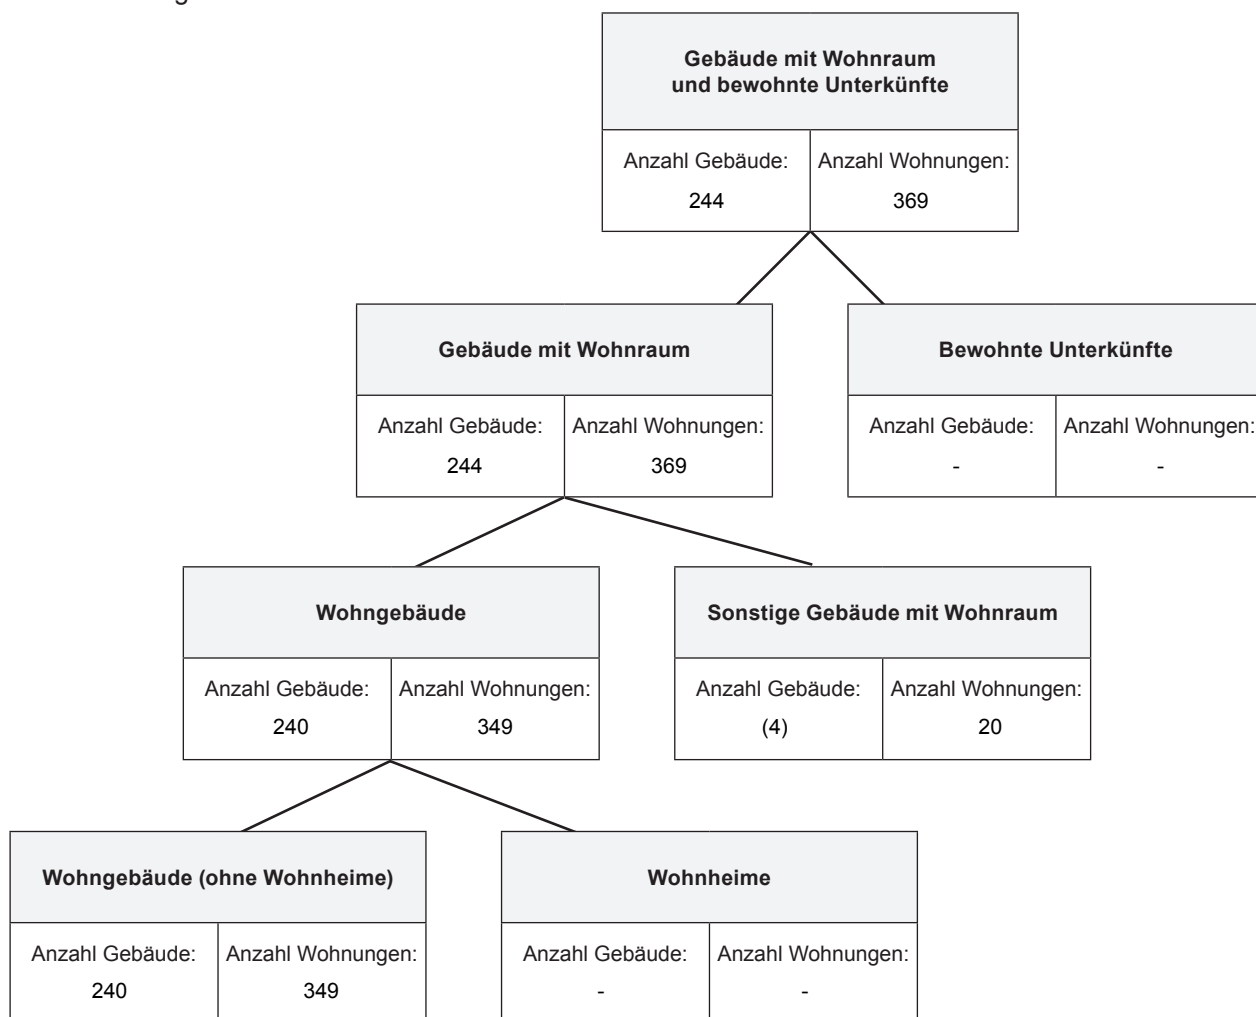 Gebäude mit Wohnraum
und bewohnte Unterkünfte
Anzahl Gebäude: Anzahl Wohnungen:
244 369
Gebäude mit Wohnraum Bewohnte Unterkünfte
Anzahl Gebäude: Anzahl Wohnungen: Anzahl Gebäude: Anzahl Wohnungen:
244 369 - -
Wohngebäude Sonstige Gebäude mit Wohnraum
Anzahl Gebäude: Anzahl Wohnungen: Anzahl Gebäude: Anzahl Wohnungen:
240 349 (4) 20
Wohngebäude (ohne Wohnheime) Wohnheime
Anzahl Gebäude: Anzahl Wohnungen: Anzahl Gebäude: Anzahl Wohnungen:
240 349 - -